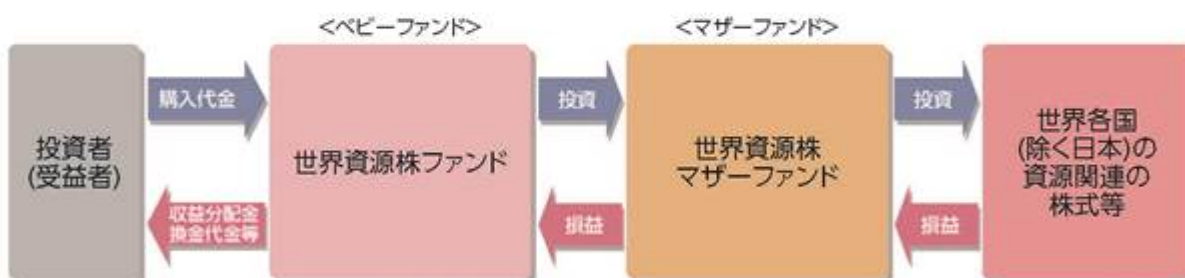 <ベビーファンド>
<マザーファンド>
投資者
(受益者)
購入代金
収益分配金
換金代金等
世界資源株ファンド
投資
損益
世界資源株
マザーファンド
投資
損益
世界各国
(除く日本)の
資源関連の
株式等